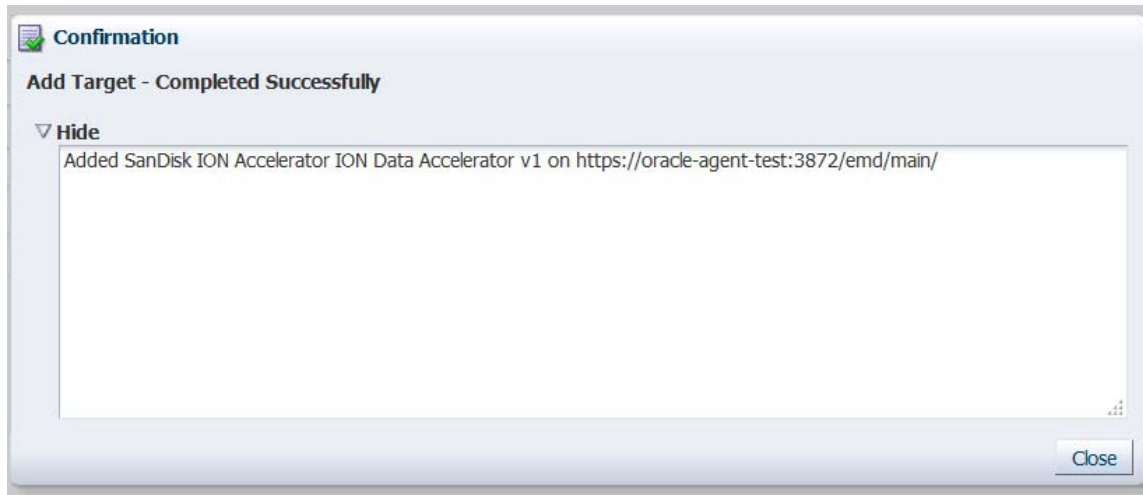 Confirmation
Add Target - Completed Successfully
Hide
Added SanDisk ION Accelerator ION Data Accelerator v1 on https://oracle-agent-test:3872/emd/main/
Close